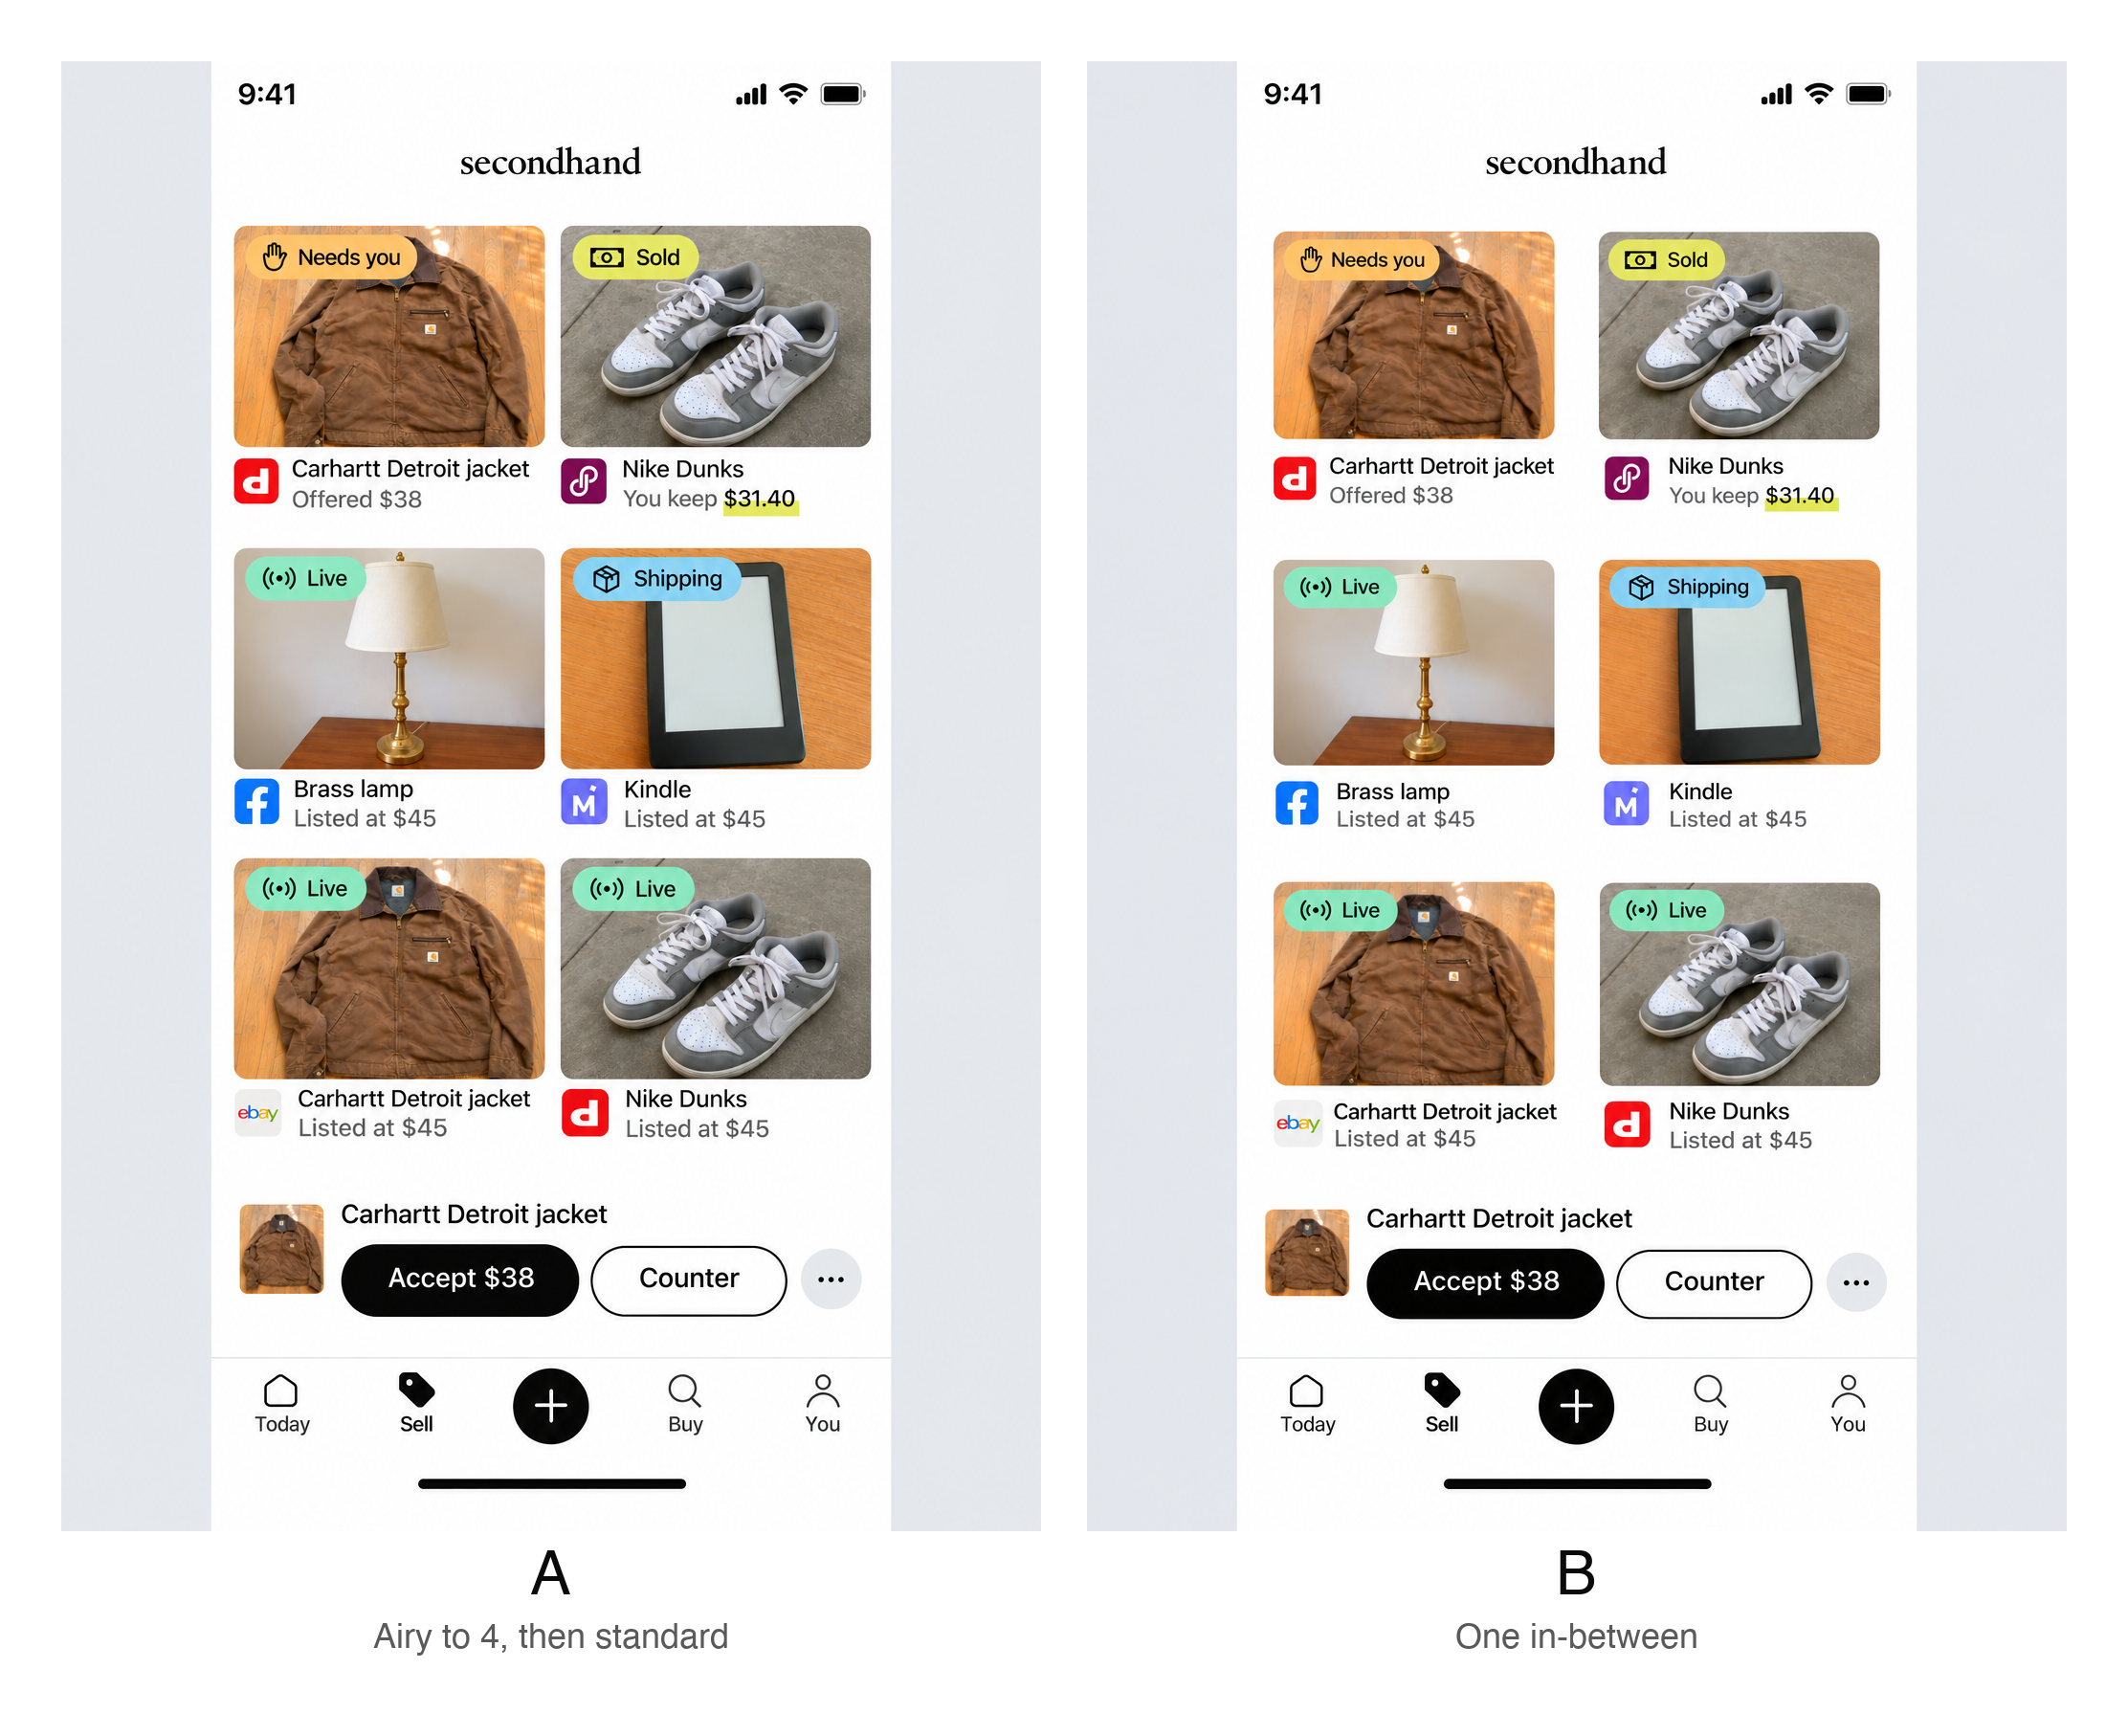 9:41
secondhand
Needs you
Sold
Carhartt Detroit jacket
Offered $38
Nike Dunks
You keep $31.40
Live
Shipping
Brass lamp
Listed at $45
Kindle
Listed at $45
Live
Live
ebay
Carhartt Detroit jacket
Listed at $45
Nike Dunks
Listed at $45
Carhartt Detroit jacket
Accept $38
Counter
Today
Sell
Buy
You
A
Airy to 4, then standard
9:41
secondhand
Needs you
Sold
Carhartt Detroit jacket
Offered $38
Nike Dunks
You keep $31.40
Live
Shipping
Brass lamp
Listed at $45
Kindle
Listed at $45
Live
Live
ebay
Carhartt Detroit jacket
Listed at $45
Nike Dunks
Listed at $45
Carhartt Detroit jacket
Accept $38
Counter
Today
Sell
Buy
You
B
One in-between